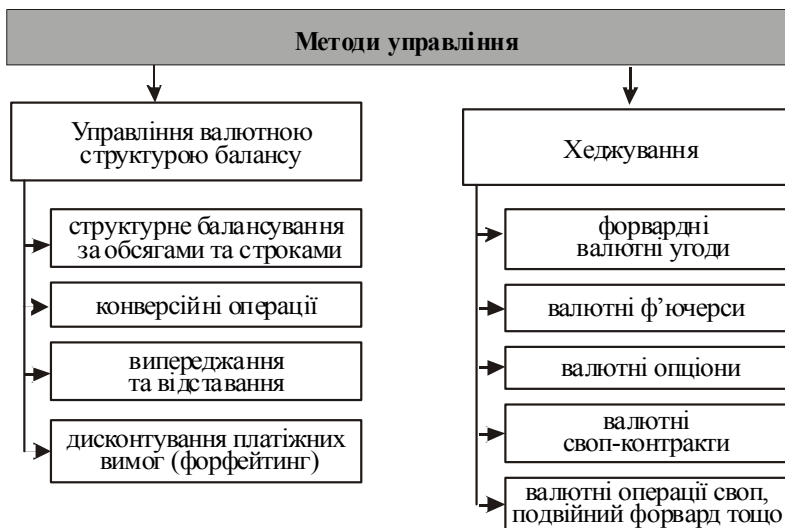 Методи управління
Управління валютною
структурою балансу
структурне балансування
за обсягами та строками
конверсійні операції
випереджання
та відставання
дисконтування платіжних
вимог (форфейтинг)
Хеджування
форвардні
валютні угоди
валютні ф’ючерси
валютні опціони
валютні
своп-контракти
валютні операції своп,
подвійний форвард тощо